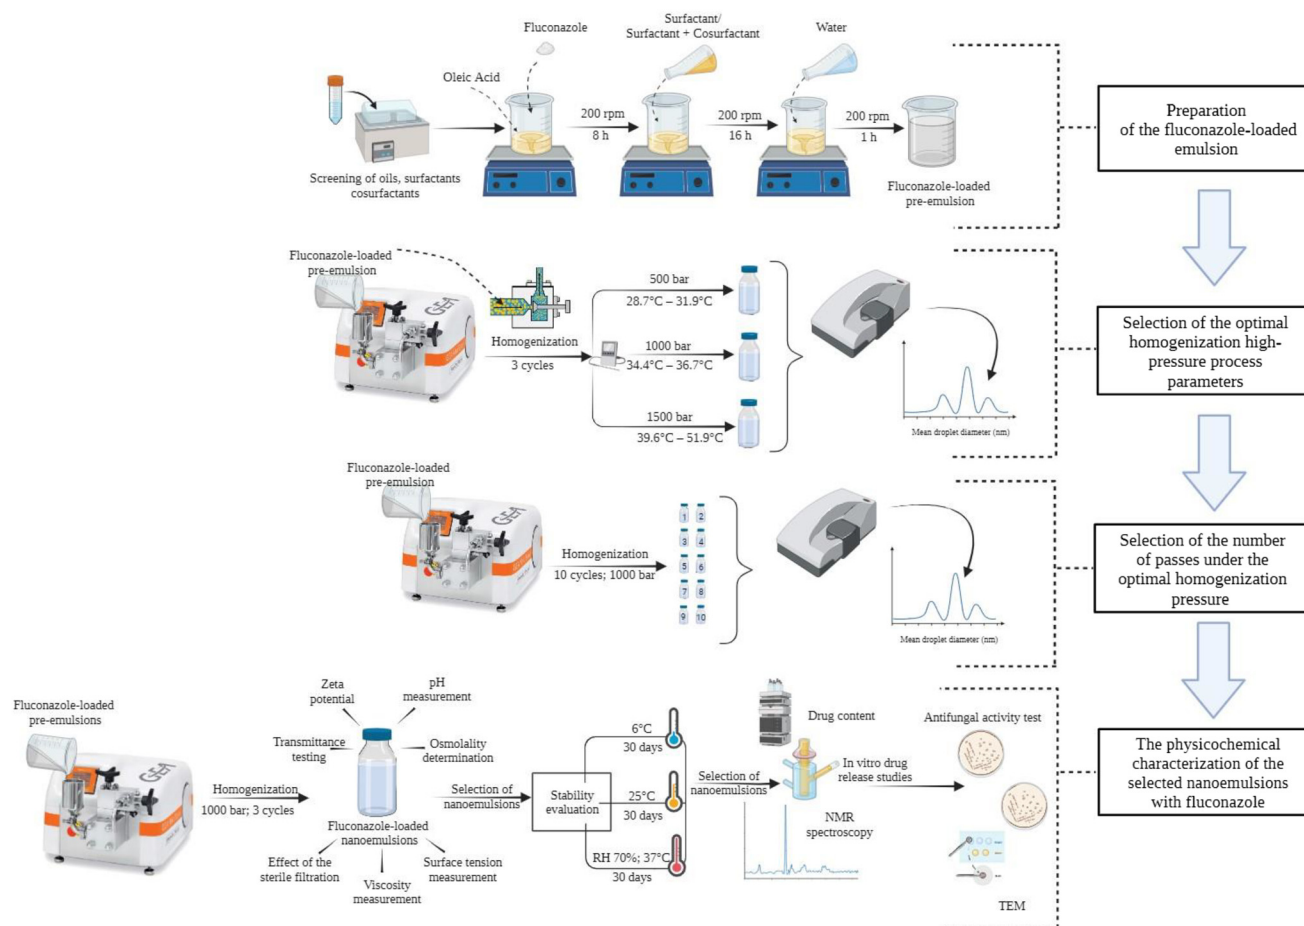 Fluconazole
Surfactant/
Surfactant + Cosurfactant
Water
Oleic Acid
200 rpm
8 h
200 rpm
16 h
200 rpm
1 h
Screening of oils, surfactants
cosurfactants
Fluconazole-loaded
pre-emulsion
Preparation
of the fluconazole-loaded
emulsion
Fluconazole-loaded
pre-emulsion
GEA
Homogenization
3 cycles
500 bar
28.7°C – 31.9°C
1000 bar
34.4°C – 36.7°C
1500 bar
39.6°C – 51.9°C
Mean droplet diameter (nm)
Selection of the optimal
homogenization high-
pressure process
parameters
Fluconazole-loaded
pre-emulsion
GEA
Homogenization
10 cycles; 1000 bar
1 2
3 4
5 6
7 8
9 10
Mean droplet diameter (nm)
Selection of the number
of passes under the
optimal homogenization
pressure
Fluconazole-loaded
pre-emulsions
GEA
Homogenization
1000 bar; 3 cycles
Zeta
potential
pH
measurement
Transmittance
testing
Osmolality
determination
Fluconazole-loaded
nanoemulsions
Effect of the
sterile filtration
Viscosity
measurement
Surface tension
measurement
Selection of
nanoemulsions
Stability
evaluation
6°C
30 days
25°C
30 days
RH 70%; 37°C
30 days
Selection of
nanoemulsions
Drug content
In vitro drug
release studies
NMR
spectroscopy
Antifungal activity test
TEM
The physicochemical
characterization of the
selected nanoemulsions
with fluconazole